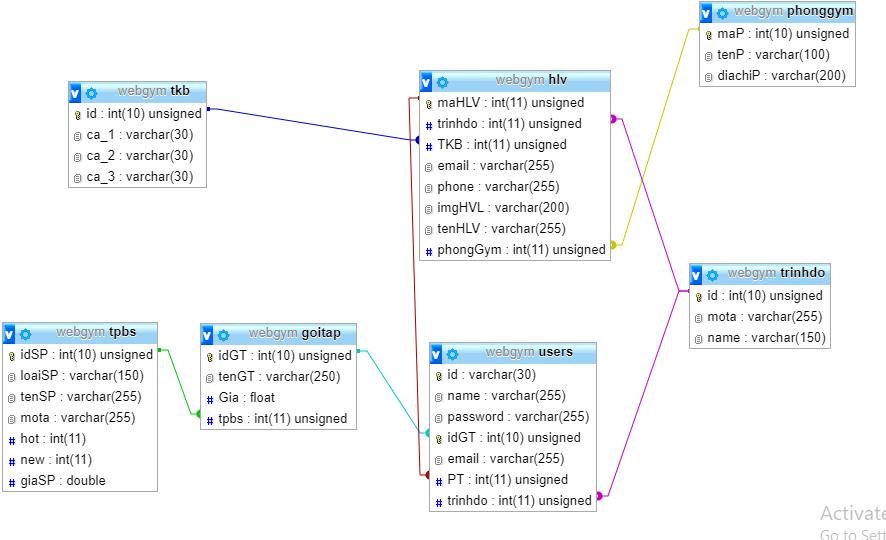 webgym phonggym
maP : int(10) unsigned
tenP : varchar(100)
diachiP : varchar(200)
webgym tkb
id : int(10) unsigned
ca_1 : varchar(30)
ca_2 : varchar(30)
ca_3 : varchar(30)
webgym hlv
maHLV : int(11) unsigned
trinhdo : int(11) unsigned
TKB : int(11) unsigned
email : varchar(255)
phone : varchar(255)
imgHVL : varchar(200)
tenHLV : varchar(255)
phongGym : int(11) unsigned
webgym trinhdo
id : int(10) unsigned
mota : varchar(255)
name : varchar(150)
webgym tpbs
idSP : int(10) unsigned
loaiSP : varchar(150)
tenSP : varchar(255)
mota : varchar(255)
hot : int(11)
new : int(11)
giaSP : double
webgym goitap
idGT : int(10) unsigned
tenGT : varchar(250)
Gia : float
tpbs : int(11) unsigned
webgym users
id : varchar(30)
name : varchar(255)
password : varchar(255)
idGT : int(10) unsigned
email : varchar(255)
PT : int(11) unsigned
trinhdo : int(11) unsigned
Activate
Go to Sett